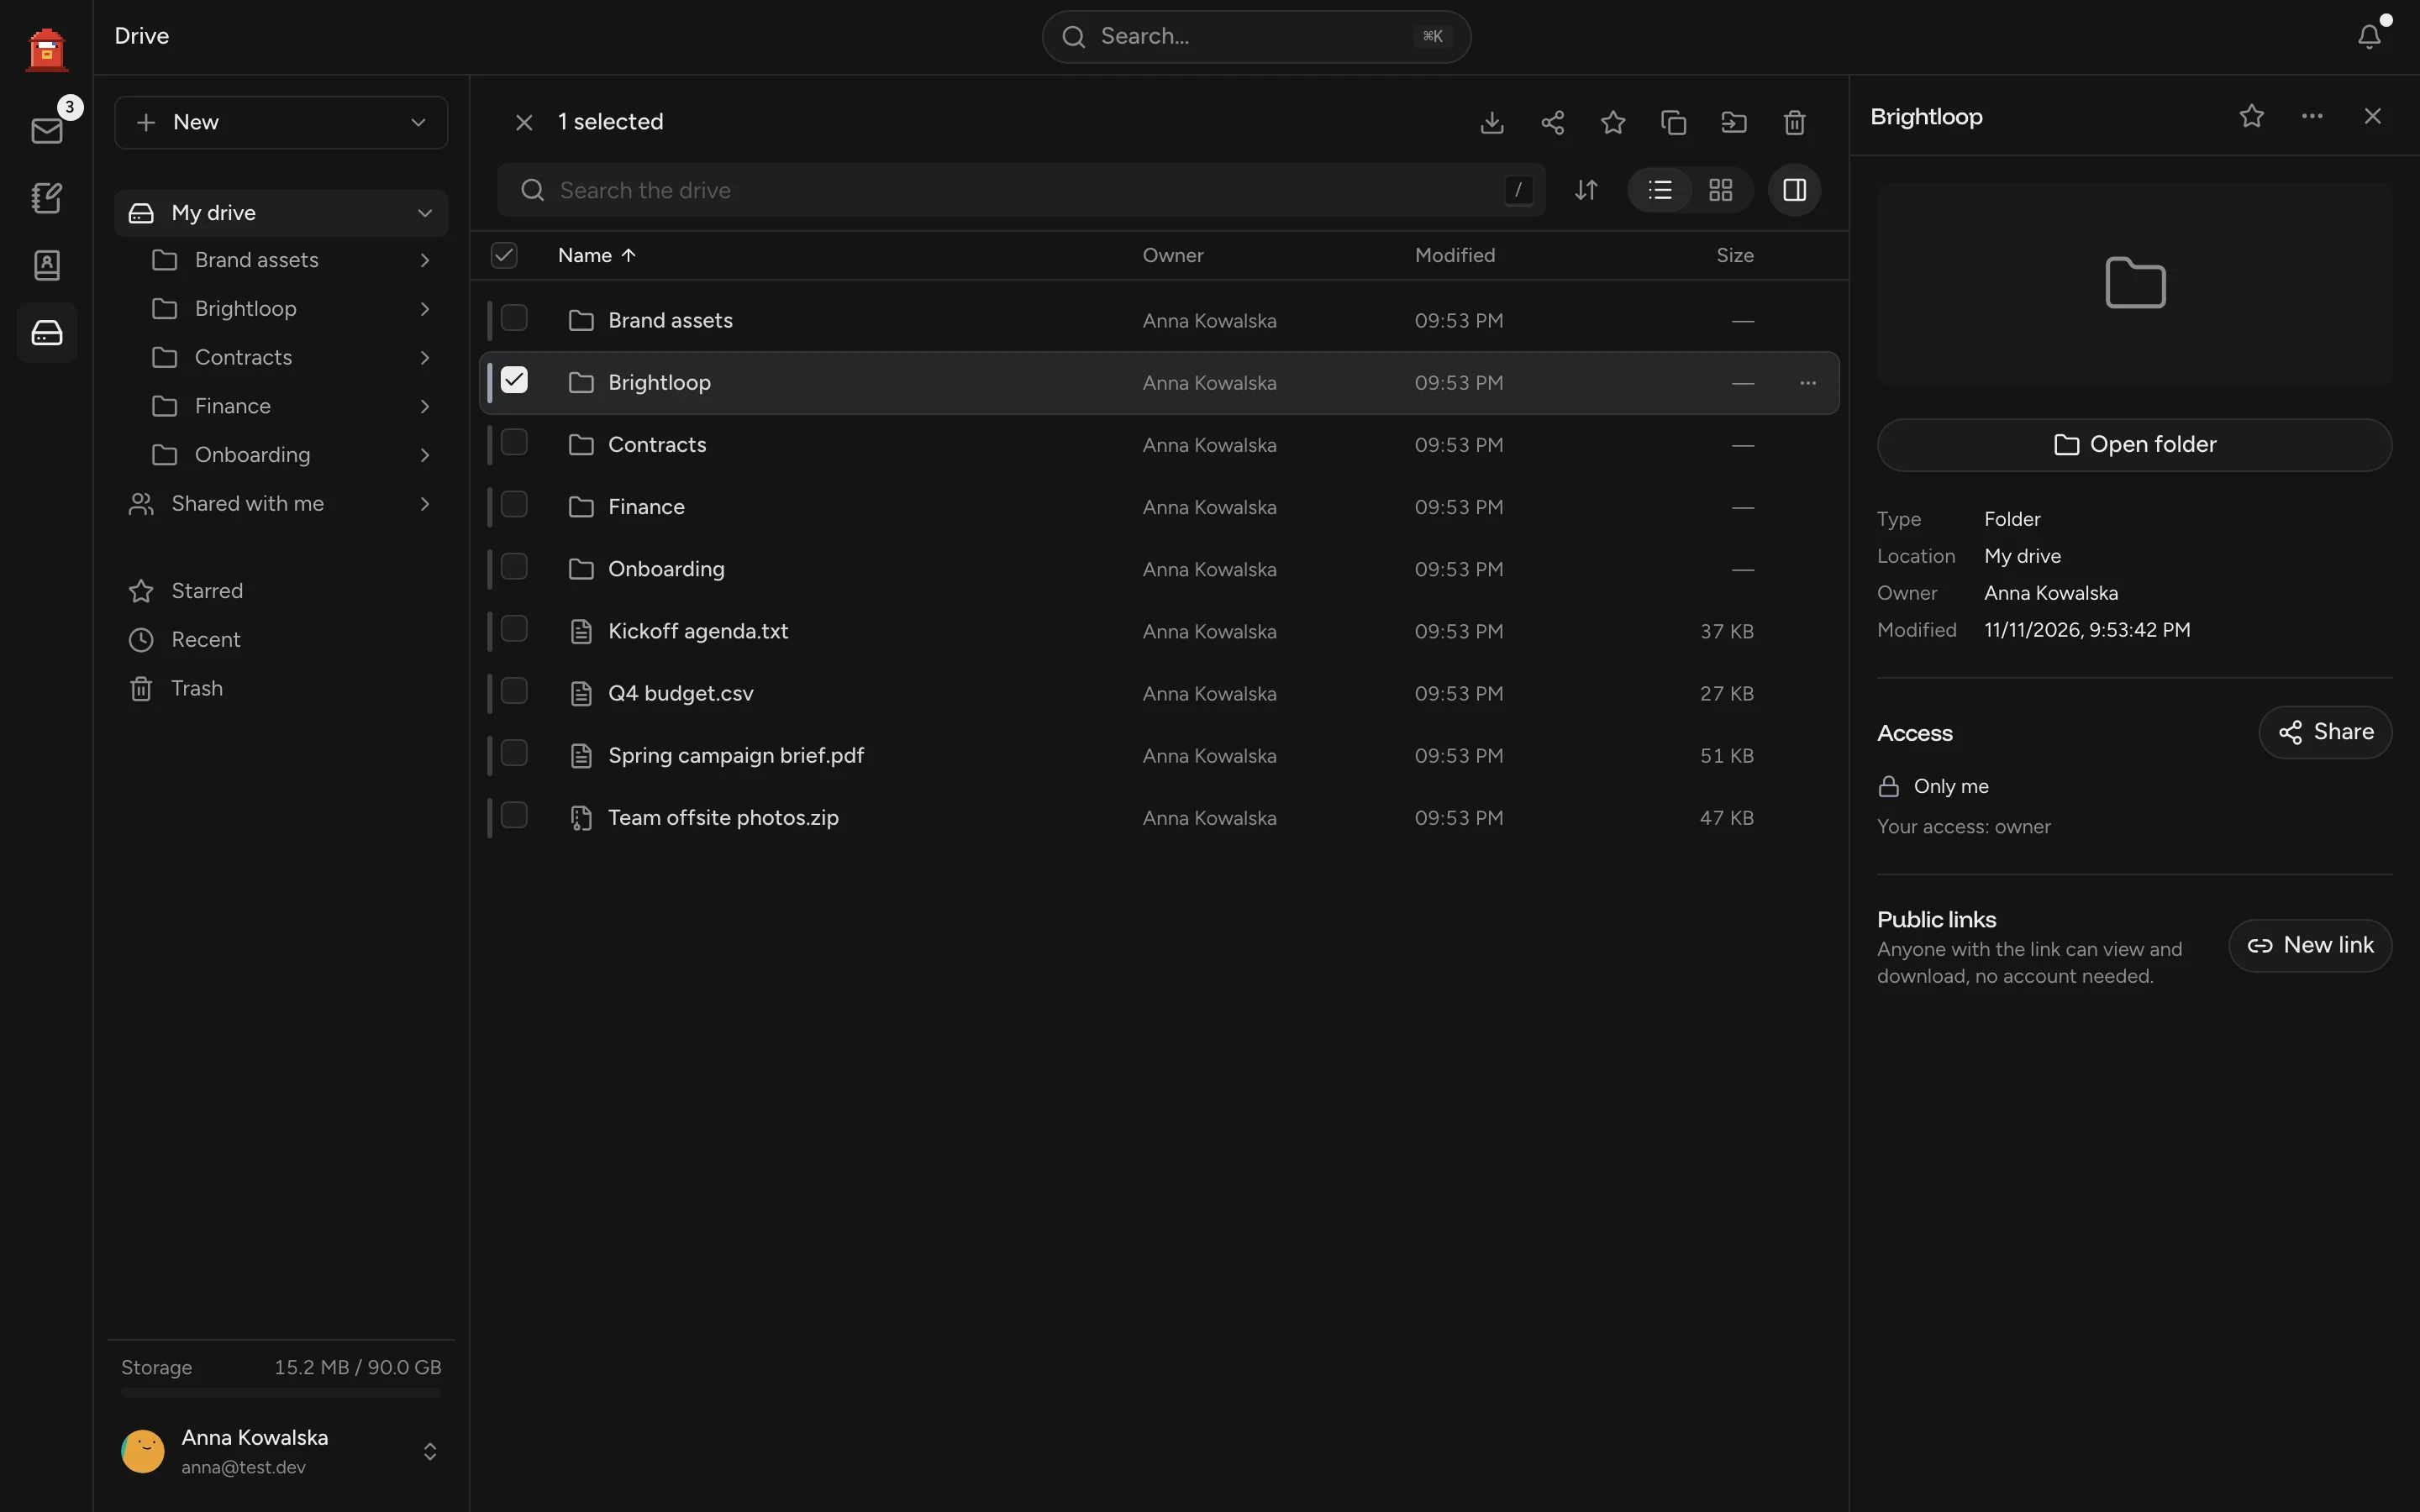 Drive
Search...
⌘K
3
New
My drive
Brand assets
Brightloop
Contracts
Finance
Onboarding
Shared with me
Starred
Recent
Trash
Storage 15.2 MB / 90.0 GB
Anna Kowalska
anna@test.dev
1 selected
Search the drive /
Name Owner Modified Size
Brand assets Anna Kowalska 09:53 PM —
Brightloop Anna Kowalska 09:53 PM —
Contracts Anna Kowalska 09:53 PM —
Finance Anna Kowalska 09:53 PM —
Onboarding Anna Kowalska 09:53 PM —
Kickoff agenda.txt Anna Kowalska 09:53 PM 37 KB
Q4 budget.csv Anna Kowalska 09:53 PM 27 KB
Spring campaign brief.pdf Anna Kowalska 09:53 PM 51 KB
Team offsite photos.zip Anna Kowalska 09:53 PM 47 KB
Brightloop
Open folder
Type Folder
Location My drive
Owner Anna Kowalska
Modified 11/11/2026, 9:53:42 PM
Access
Share
Only me
Your access: owner
Public links
Anyone with the link can view and
download, no account needed.
New link